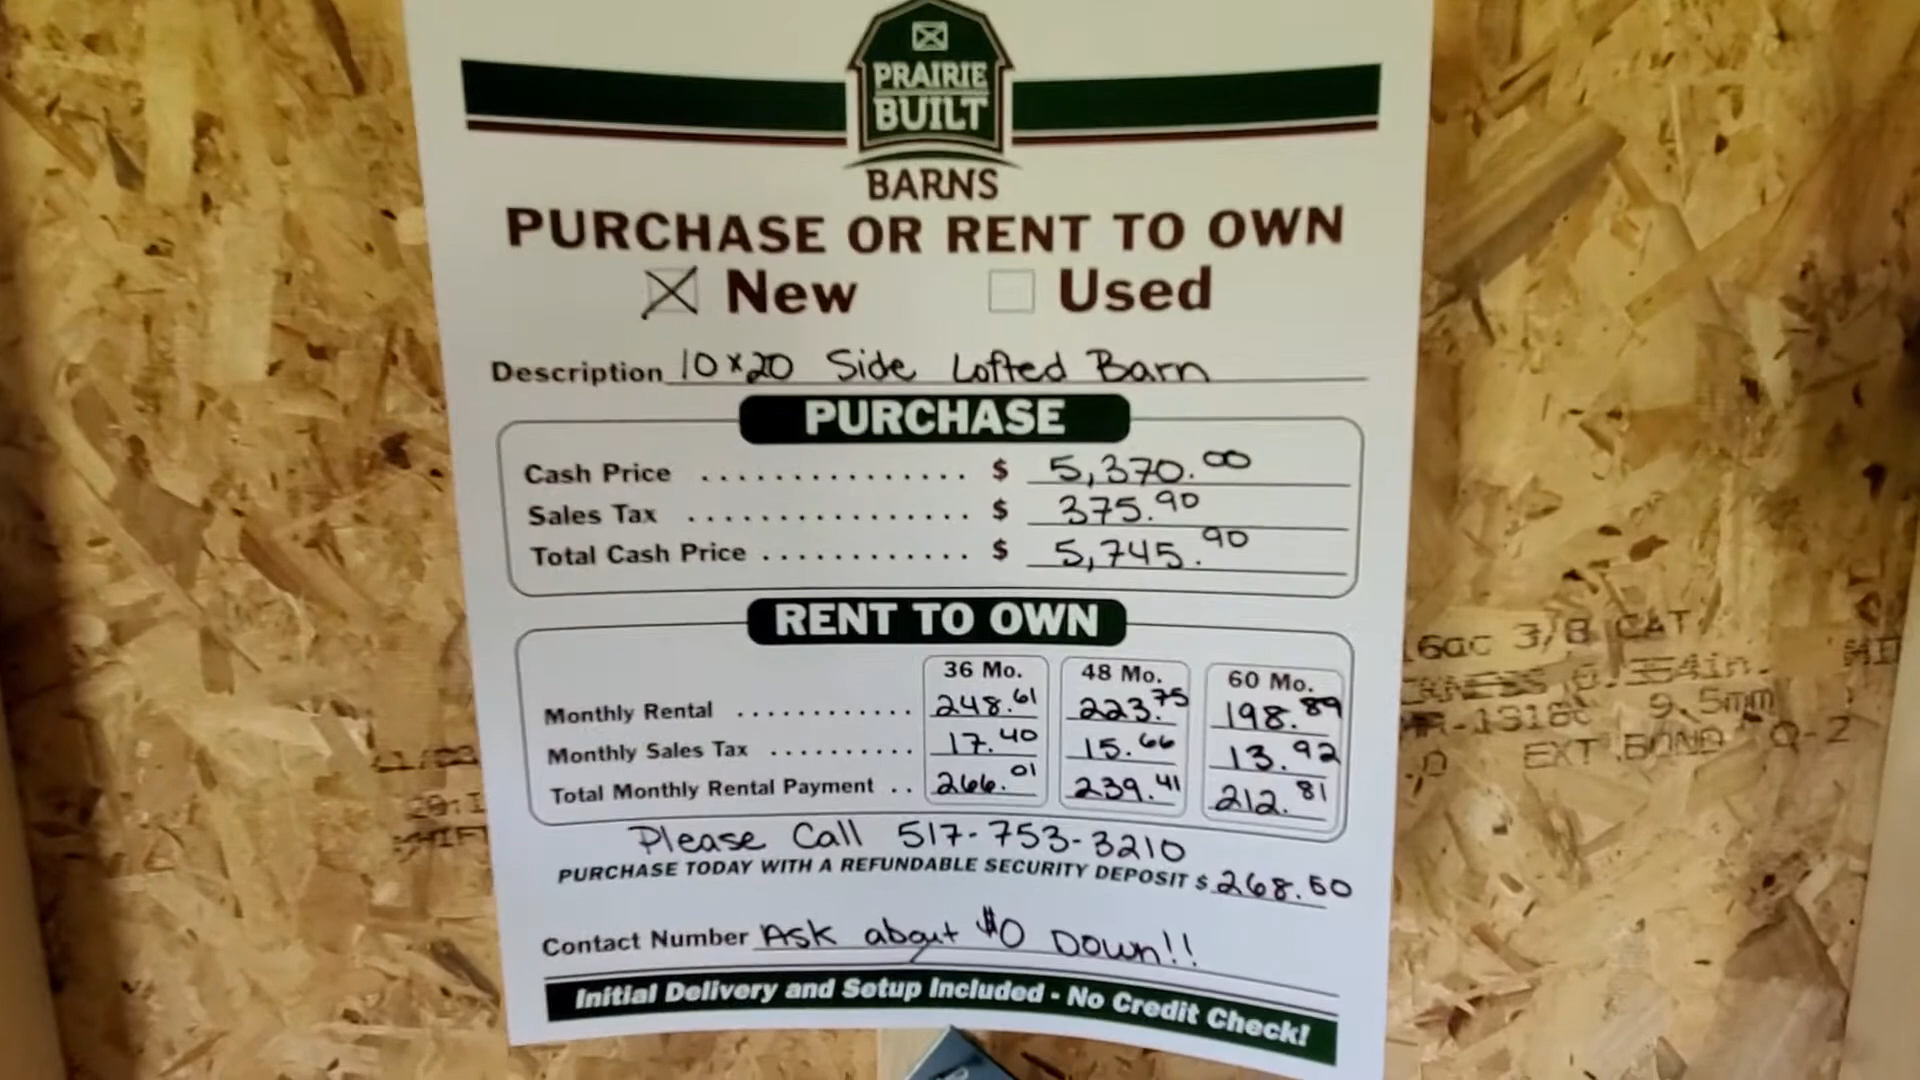 PRAIRIE
BUILT
BARNS
PURCHASE OR RENT TO OWN
New Used
Description 10x20 Side Lofted Barn
PURCHASE
Cash Price ............... $ 5,370.00
Sales Tax ................ $ 375.90
Total Cash Price ............ $ 5,745.90
RENT TO OWN
36 Mo. 48 Mo. 60 Mo.
Monthly Rental ............ 248.61 223.75 198.89
Monthly Sales Tax .......... 17.40 15.66 13.92
Total Monthly Rental Payment .. 266.01 239.41 212.81
Please Call 517-753-3210
PURCHASE TODAY WITH A REFUNDABLE SECURITY DEPOSIT $ 268.50
Contact Number Ask about $0 Down!!
Initial Delivery and Setup Included - No Credit Check!
3/8 CAT
9.5mm
EXT BOND Q-2